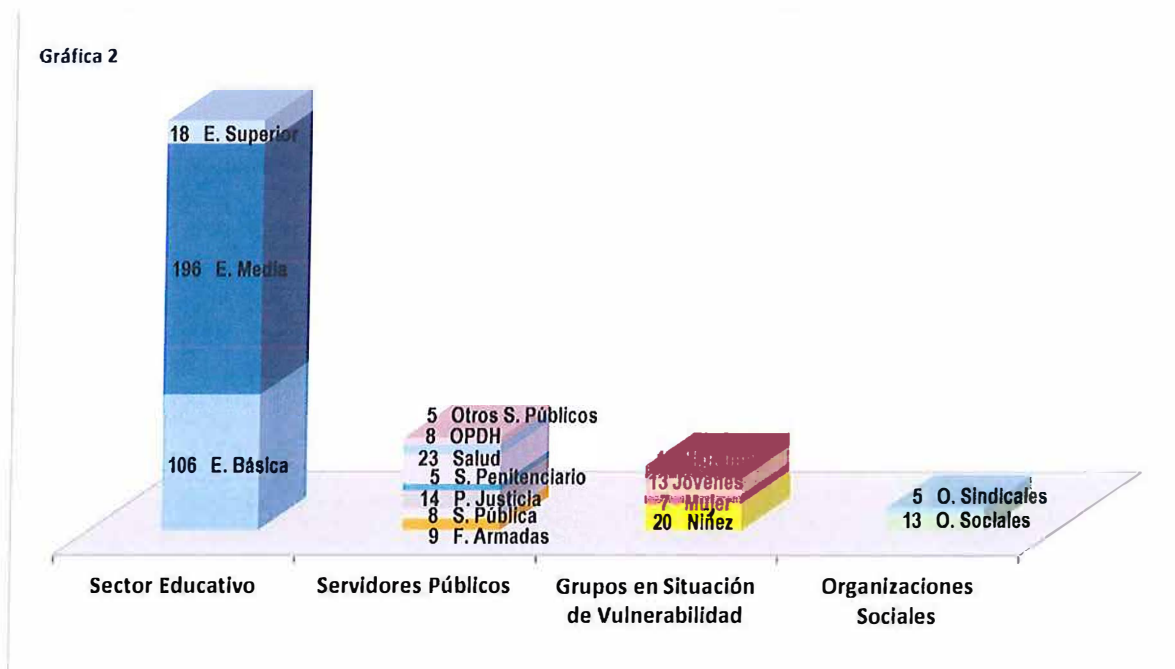 Gráfica 2
18 E. Superior
196 E. Media
106 E. Básica
5 Otros S. Públicos
8 OPDH
23 Salud
5 S. Penitenciario
14 P. Justicia
8 S. Pública
9 F. Armadas
13 Jóvenes
7 Mujer
20 Niñez
5 O. Sindicales
13 O. Sociales
Sector Educativo
Servidores Públicos
Grupos en Situación
de Vulnerabilidad
Organizaciones
Sociales